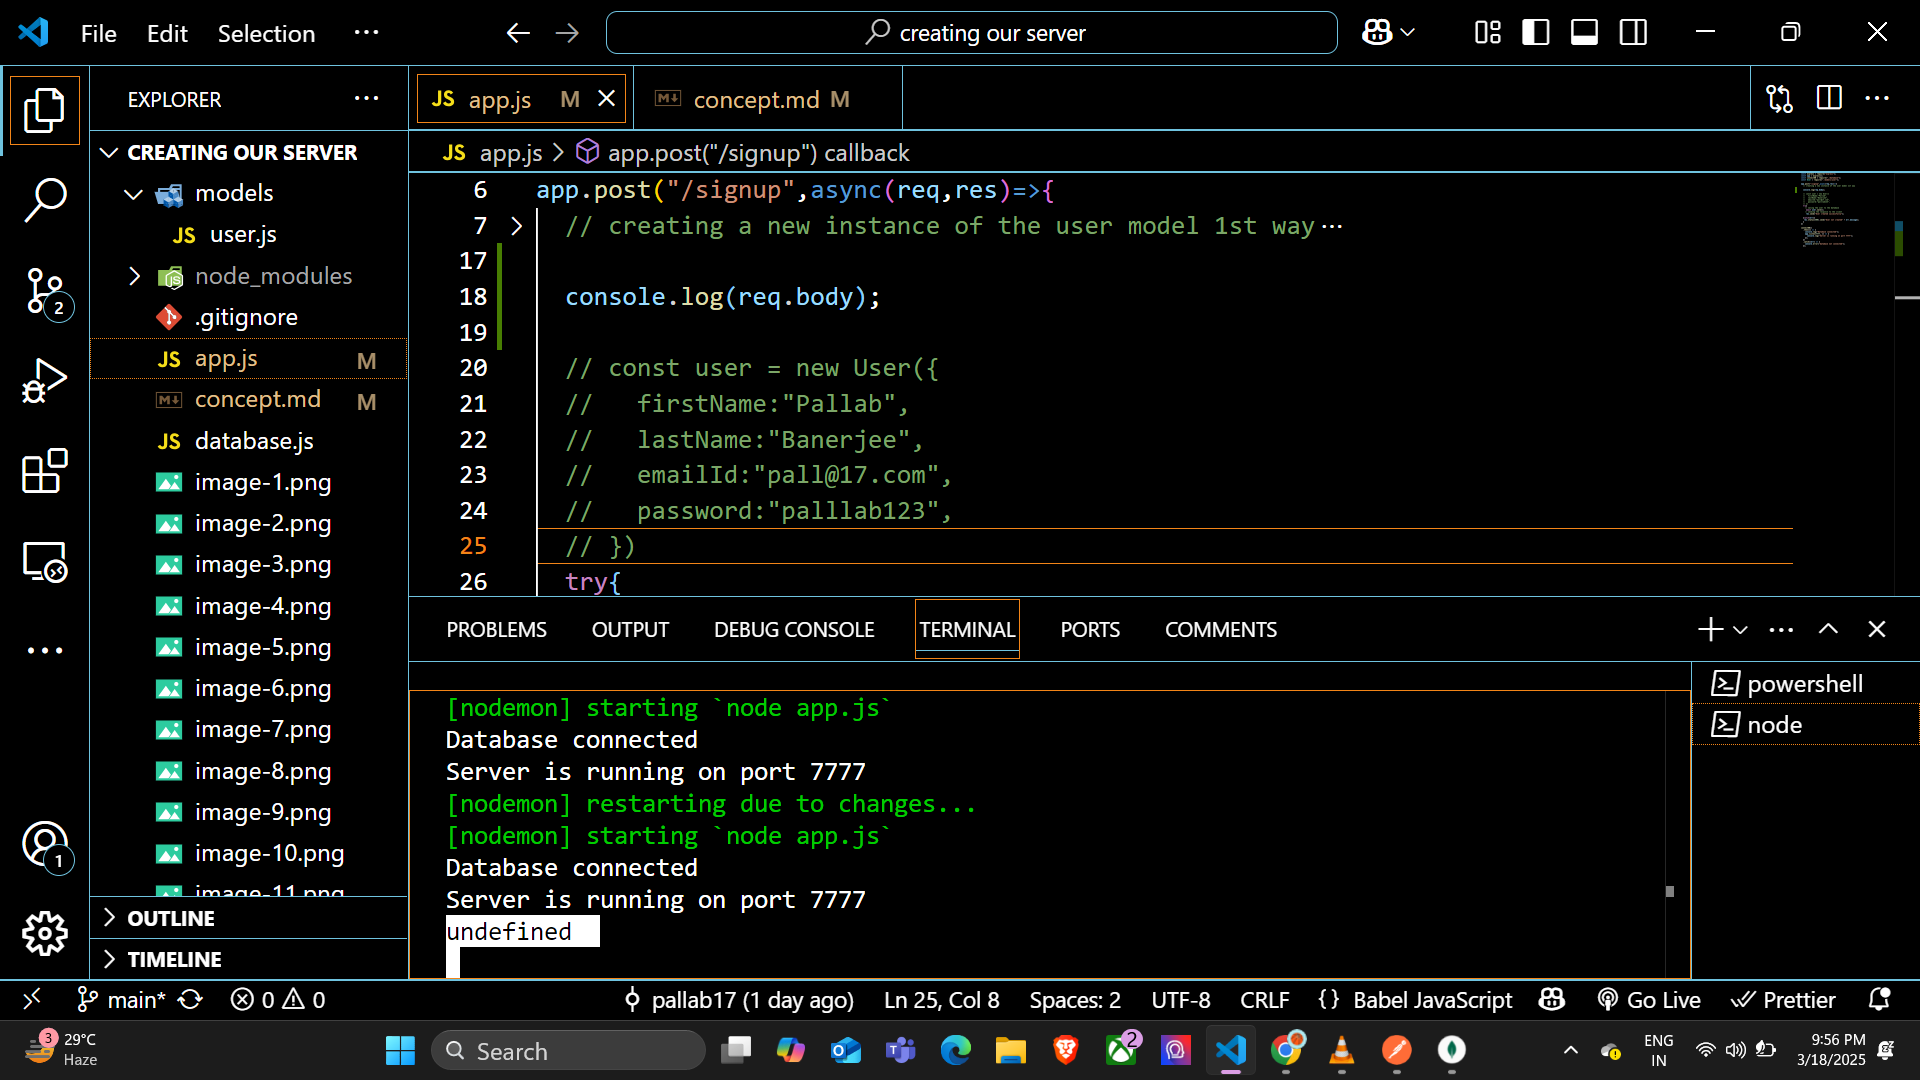 File Edit Selection ···
creating our server
EXPLORER ···
CREATING OUR SERVER
models
JS user.js
node_modules
.gitignore
JS app.js M
concept.md M
JS database.js
image-1.png
image-2.png
image-3.png
image-4.png
image-5.png
image-6.png
image-7.png
image-8.png
image-9.png
image-10.png
image-11.png
OUTLINE
TIMELINE
2
1
JS app.js M
concept.md M
JS app.js > app.post("/signup") callback
6 app.post("/signup",async(req,res)=>{
7 // creating a new instance of the user model 1st way···
17
18 console.log(req.body);
19
20 // const user = new User({
21 //   firstName:"Pallab",
22 //   lastName:"Banerjee",
23 //   emailId:"pall@17.com",
24 //   password:"palllab123",
25 // })
26 try{
PROBLEMS OUTPUT DEBUG CONSOLE TERMINAL PORTS COMMENTS
[nodemon] starting `node app.js`
Database connected
Server is running on port 7777
[nodemon] restarting due to changes...
[nodemon] starting `node app.js`
Database connected
Server is running on port 7777
undefined
powershell
node
main* 0 0 pallab17 (1 day ago) Ln 25, Col 8 Spaces: 2 UTF-8 CRLF {} Babel JavaScript Go Live Prettier
3 29°C
Haze
Search
2
ENG
IN
9:56 PM
3/18/2025